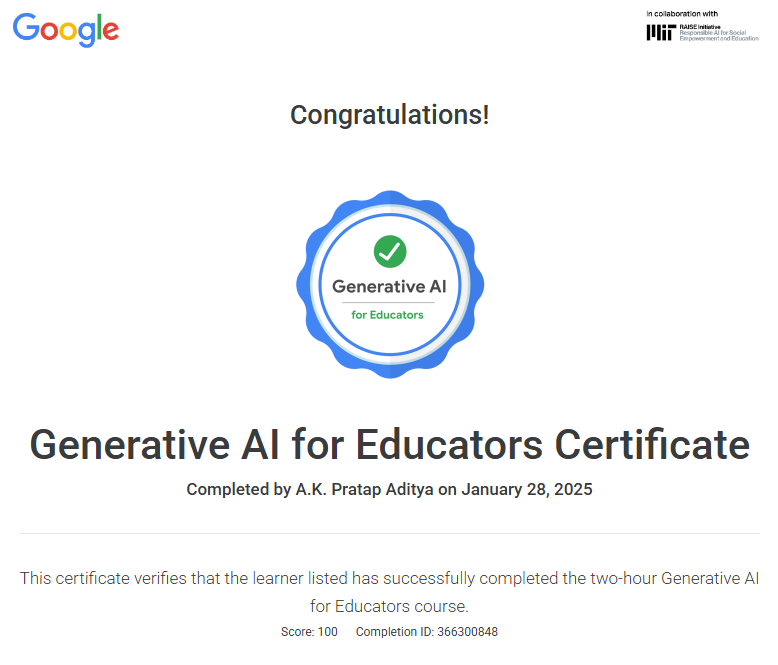 Google
in collaboration with
MIT
RAISE Initiative
Responsible AI for Social
Empowerment and Education
Congratulations!
Generative AI
for Educators
Generative AI for Educators Certificate
Completed by A.K. Pratap Aditya on January 28, 2025
This certificate verifies that the learner listed has successfully completed the two-hour Generative AI
for Educators course.
Score: 100 Completion ID: 366300848